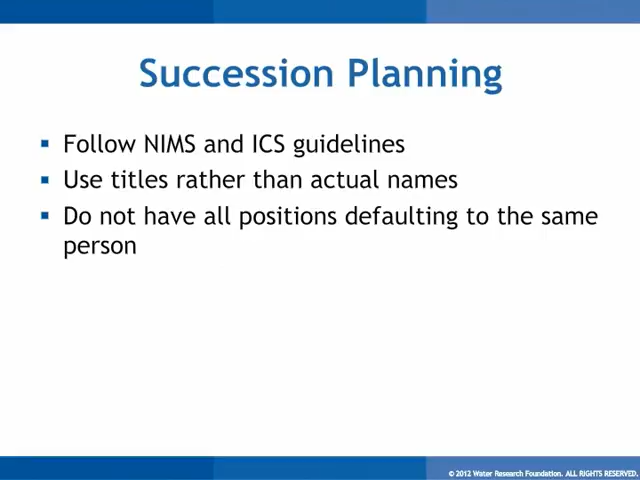 Succession Planning
Follow NIMS and ICS guidelines
Use titles rather than actual names
Do not have all positions defaulting to the same
person
© 2012 Water Research Foundation. ALL RIGHTS RESERVED.